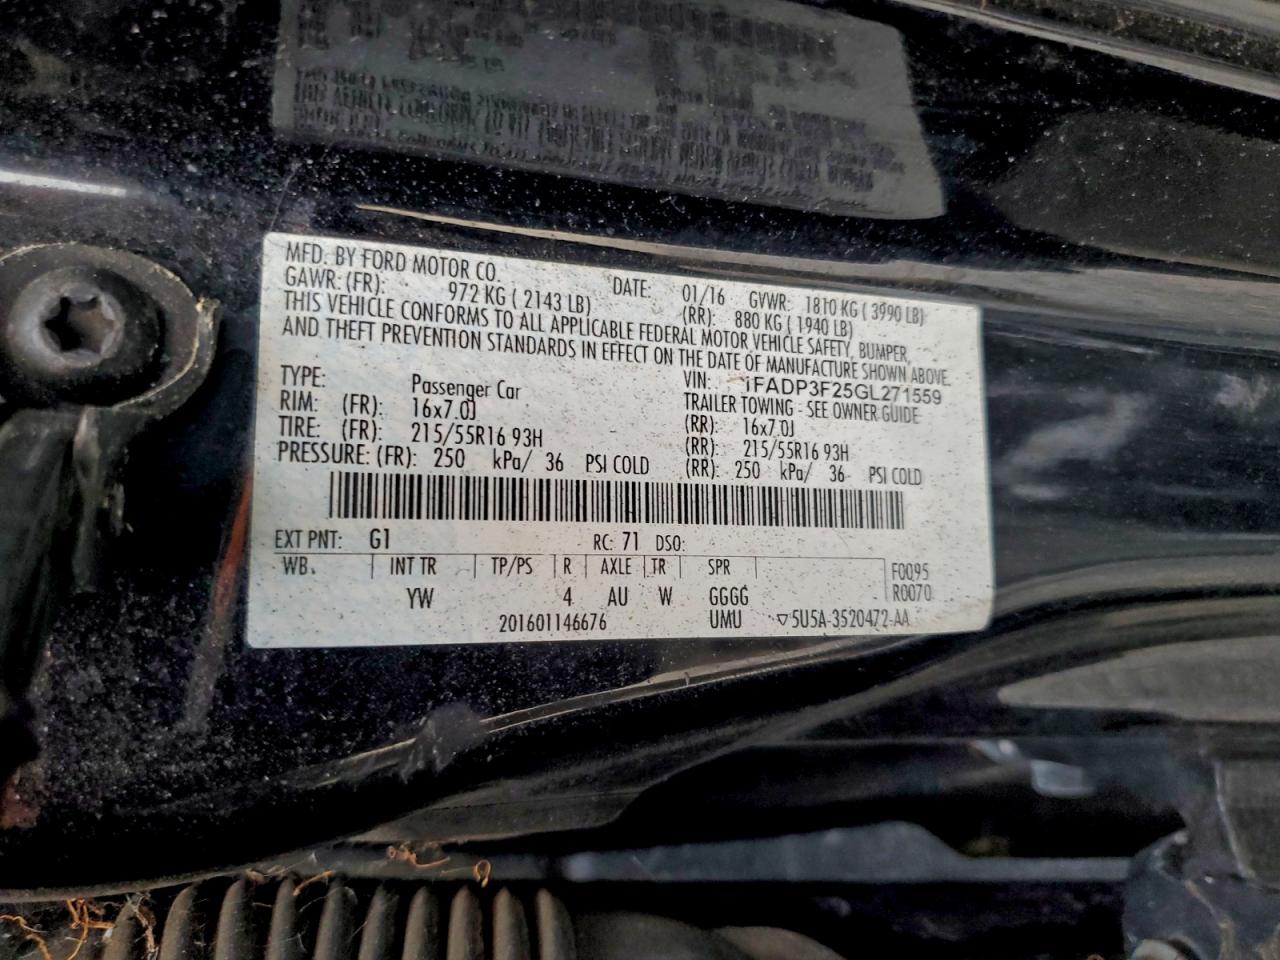 MFD. BY FORD MOTOR CO.
DATE: 01/16 GVWR: 1810 KG ( 3990 LB)
GAWR: (FR): 972 KG ( 2143 LB) (RR): 880 KG ( 1940 LB)
THIS VEHICLE CONFORMS TO ALL APPLICABLE FEDERAL MOTOR VEHICLE SAFETY, BUMPER,
AND THEFT PREVENTION STANDARDS IN EFFECT ON THE DATE OF MANUFACTURE SHOWN ABOVE.
VIN: 1FADP3F25GL271559
TYPE: Passenger Car TRAILER TOWING - SEE OWNER GUIDE
RIM: (FR): 16x7.0J (RR): 16x7.0J
TIRE: (FR): 215/55R16 93H (RR): 215/55R16 93H
PRESSURE: (FR): 250 kPa/ 36 PSI COLD (RR): 250 kPa/ 36 PSI COLD
EXT PNT: G1 RC: 71 DSO:
WB. INT TR TP/PS R AXLE TR SPR F0095
YW 4 AU W GGGG R0070
201601146676 UMU ▽5U5A-3520472-AA